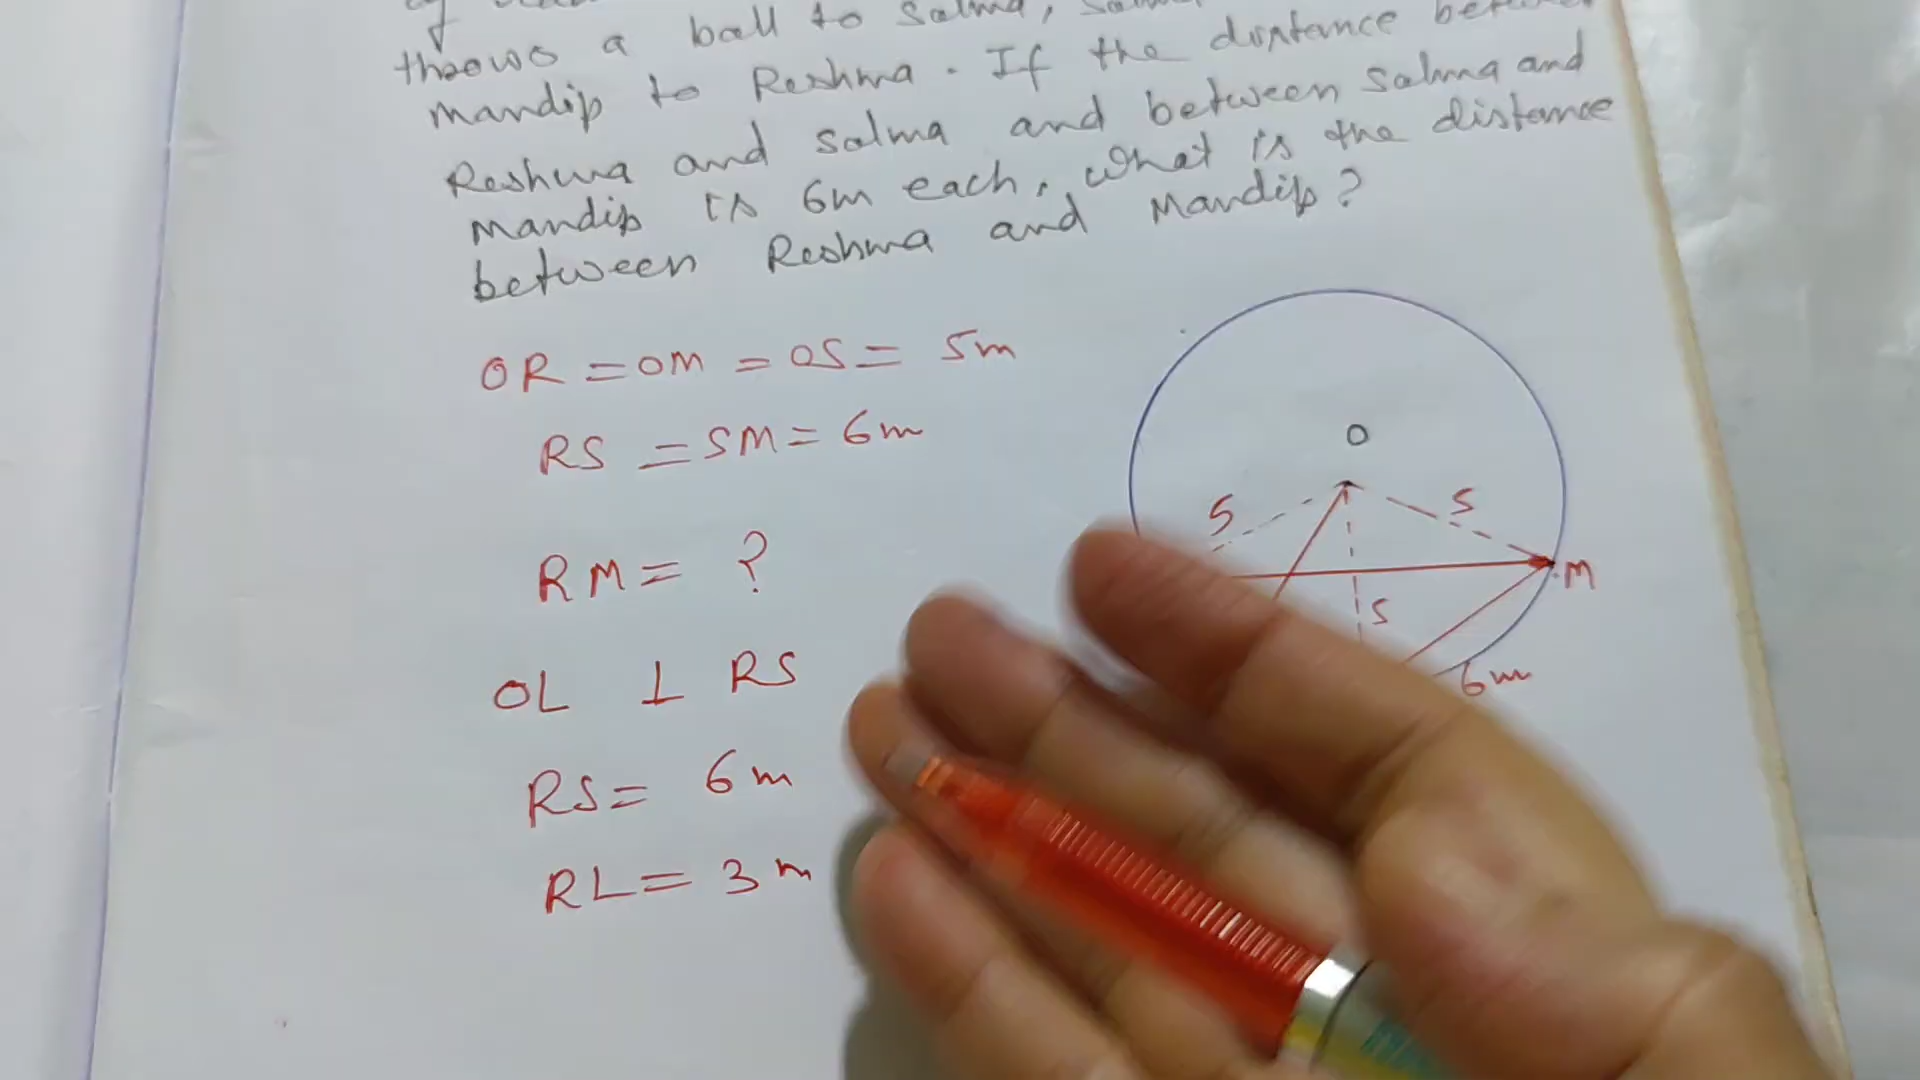 throws a ball to Salma,
Mandip to Reshma. If the distance
Reshma and Salma and between Salma and
Mandip is 6m each, what is the distance
between Reshma and Mandip?
OR = OM = OS = 5m
RS = SM = 6m
RM = ?
OL ⊥ RS
RS = 6m
RL = 3m
O
5
5
M
5
6m